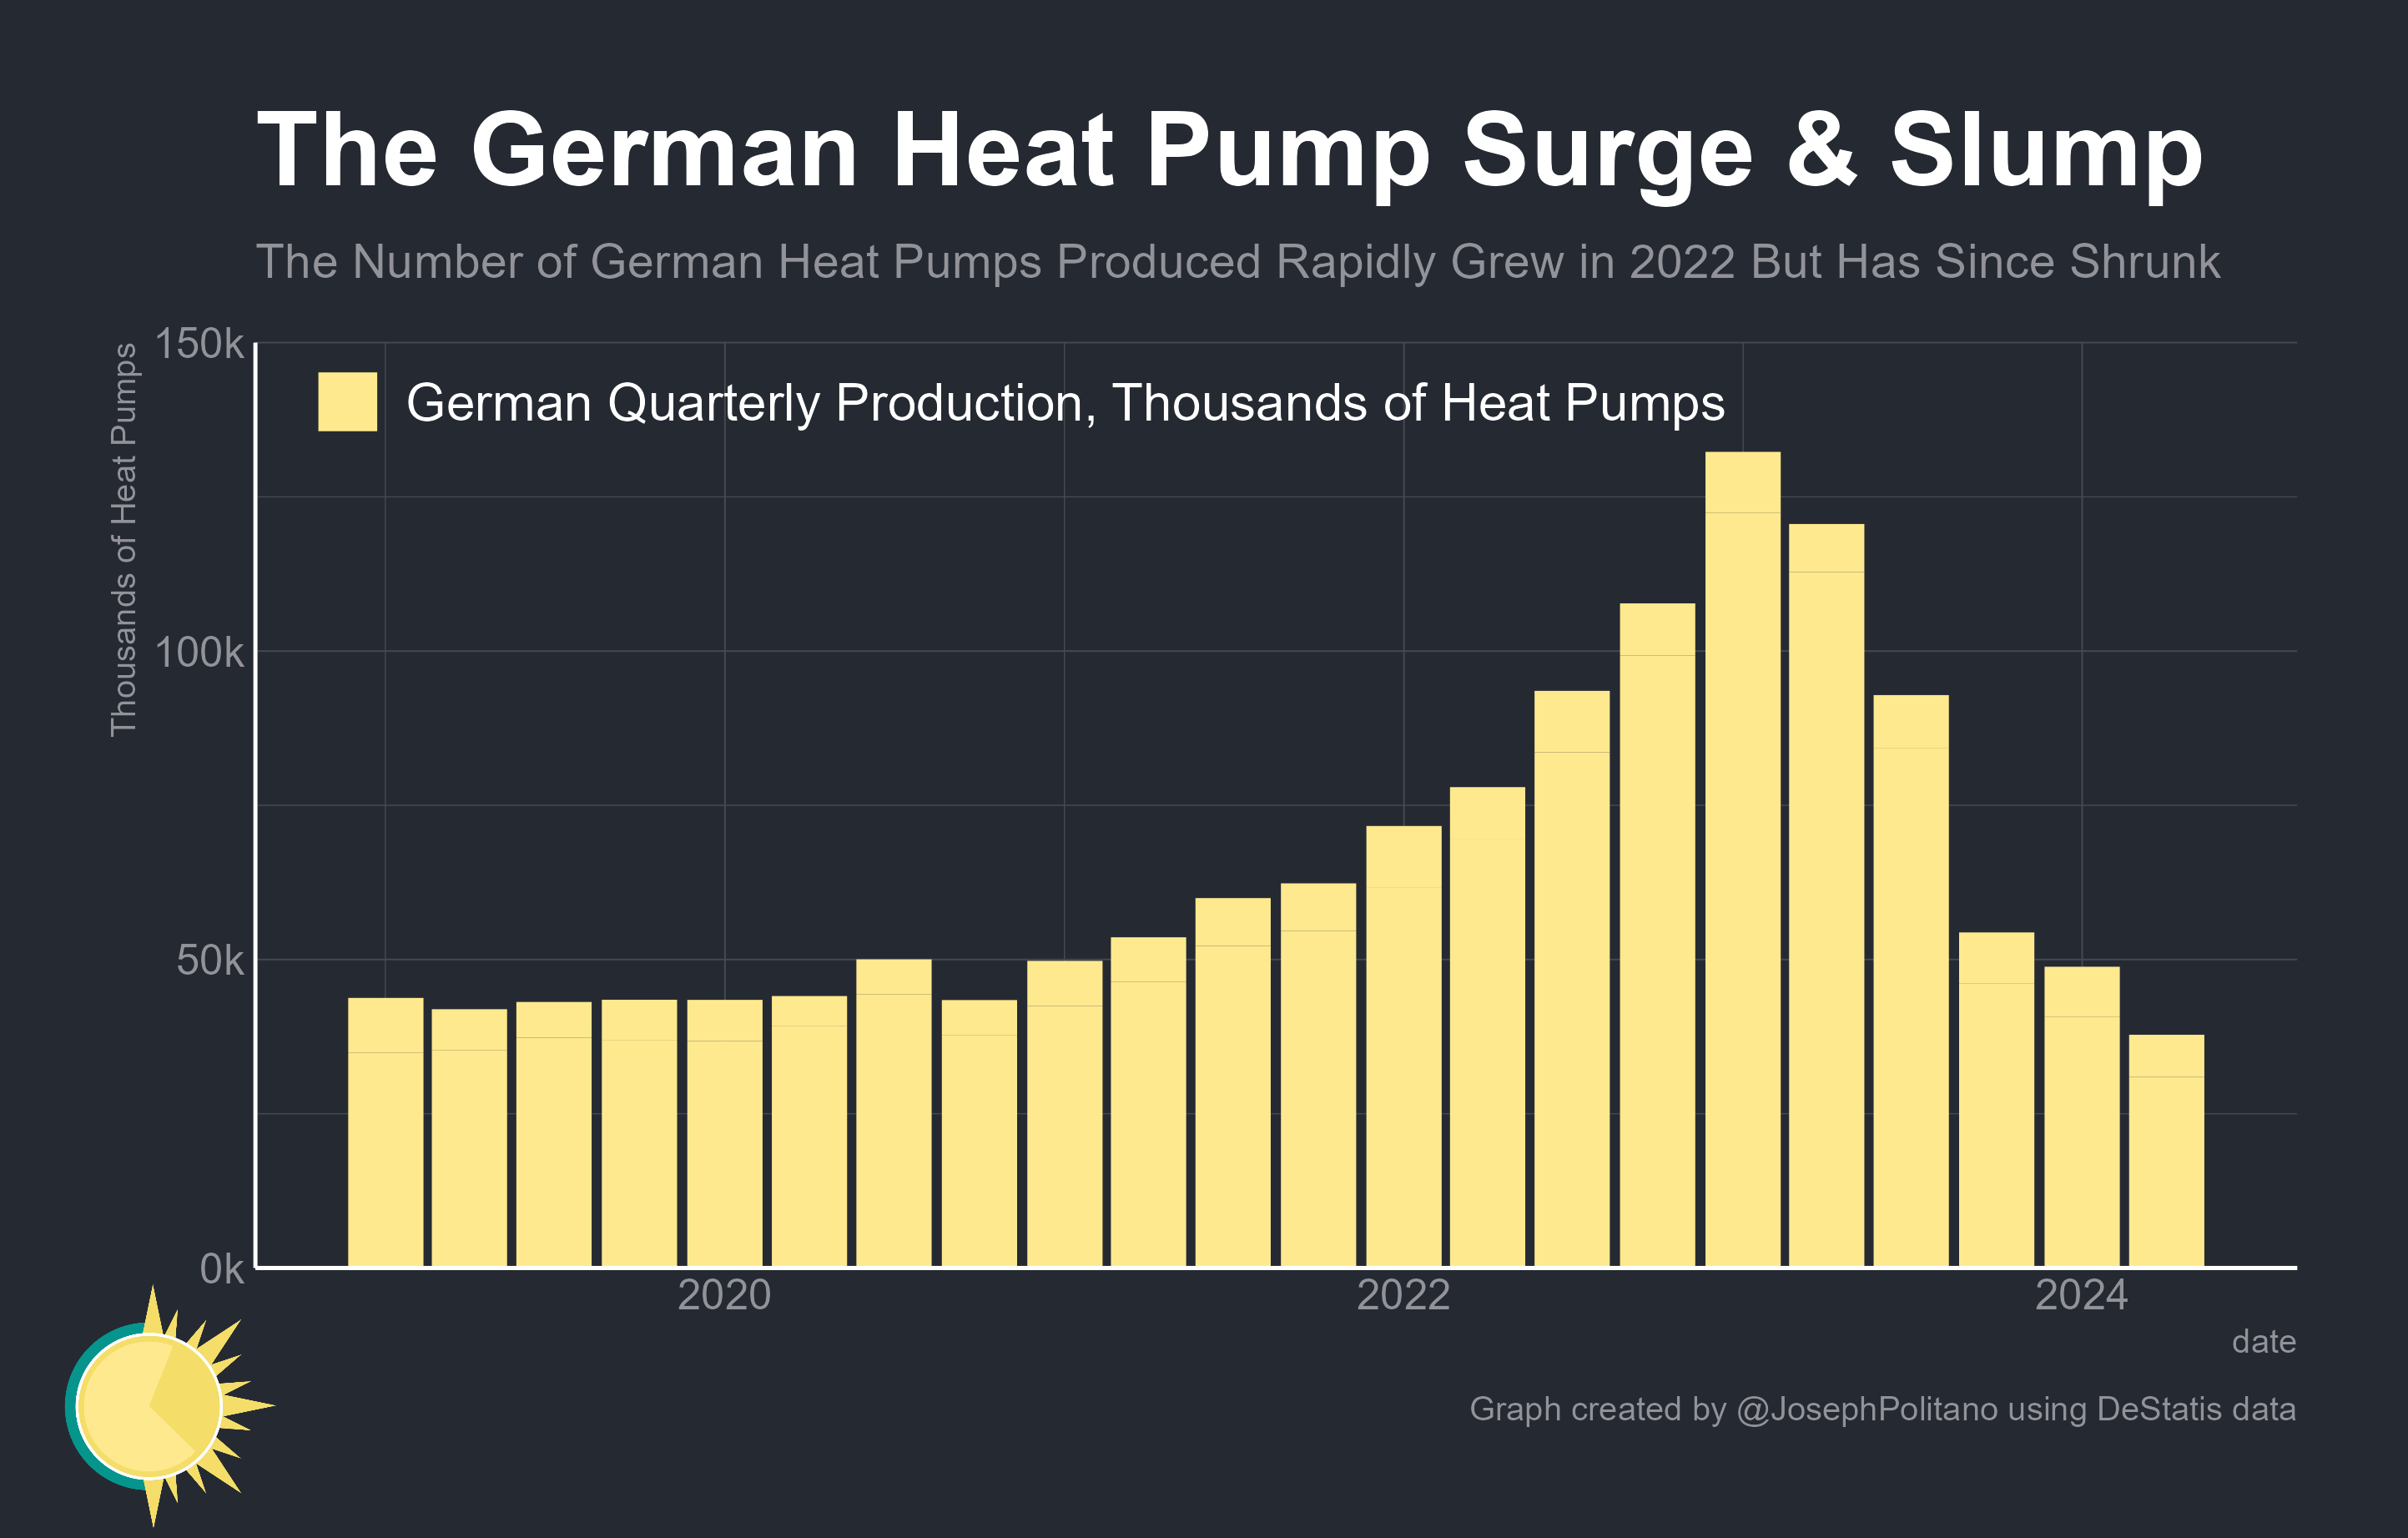 The German Heat Pump Surge & Slump
The Number of German Heat Pumps Produced Rapidly Grew in 2022 But Has Since Shrunk
Thousands of Heat Pumps
150k
100k
50k
0k
German Quarterly Production, Thousands of Heat Pumps
2020
2022
2024
date
Graph created by @JosephPolitano using DeStatis data